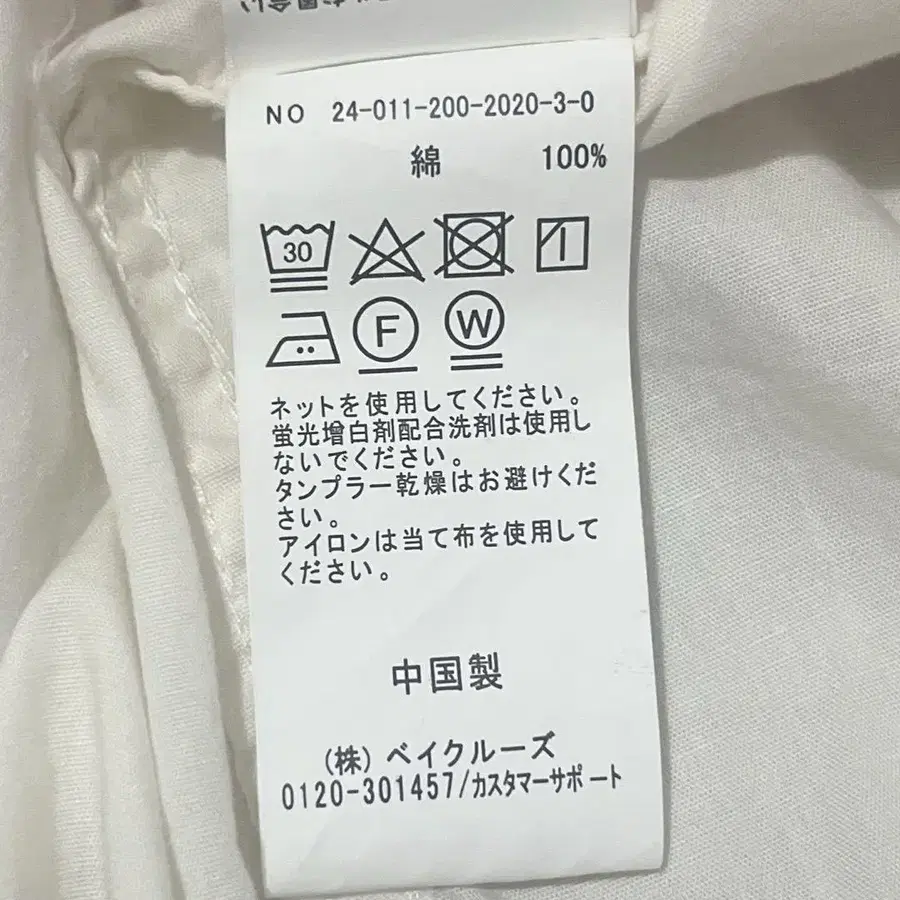 NO 24-011-200-2020-3-0
綿 100%
30
F W
ネットを使用してください。
蛍光増白剤配合洗剤は使用し
ないでください。
タンブラー乾燥はお避けくだ
さい。
アイロンは当て布を使用して
ください。
中国製
(株)ベイクルーズ
0120-301457/カスタマーサポート